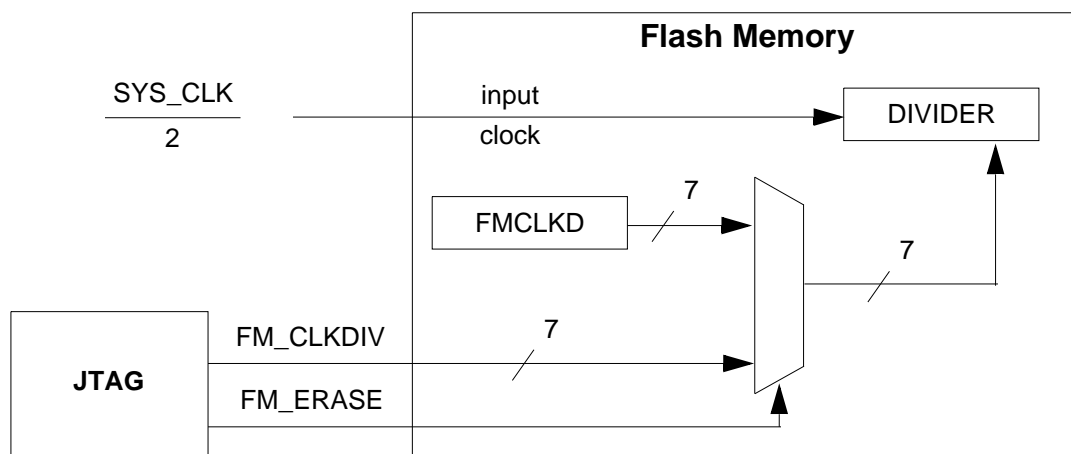 Flash Memory
SYS_CLK
2
input
clock
DIVIDER
7
FMCLKD
7
7
FM_CLKDIV
JTAG
FM_ERASE